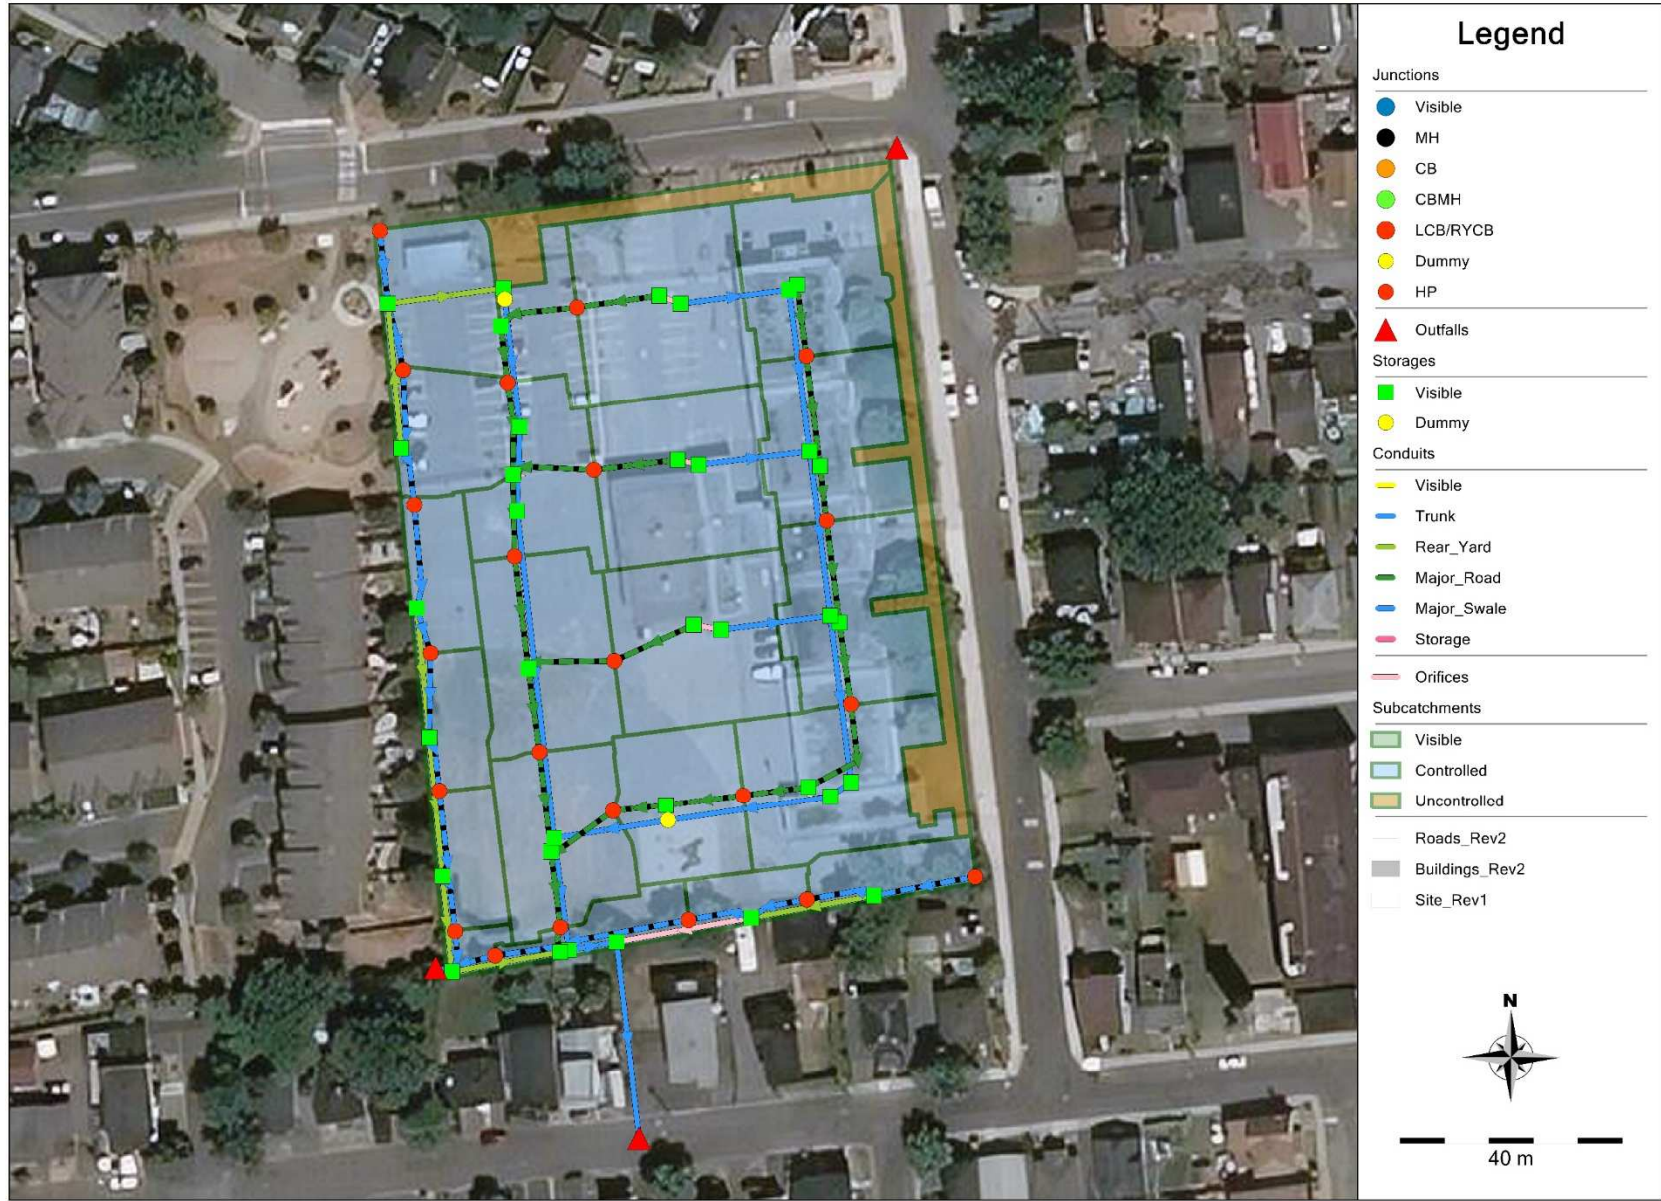 Legend
Junctions
Visible
MH
CB
CBMH
LCB/RYCB
Dummy
HP
Outfalls
Storages
Visible
Dummy
Conduits
Visible
Trunk
Rear_Yard
Major_Road
Major_Swale
Storage
Orifices
Subcatchments
Visible
Controlled
Uncontrolled
Roads_Rev2
Buildings_Rev2
Site_Rev1
N
40 m